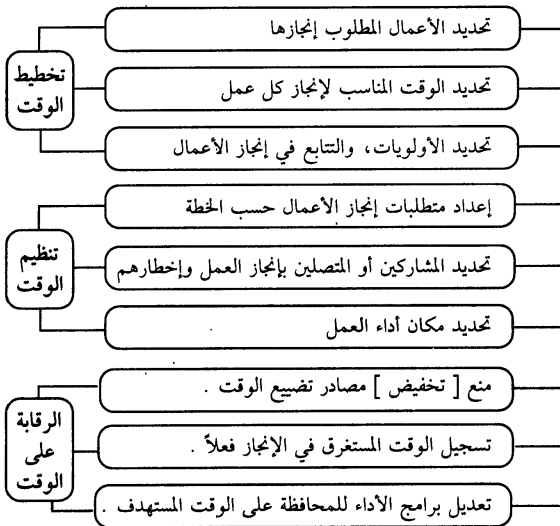 تحديد الأعمال المطلوب إنجازها
تخطيط
الوقت
تحديد الوقت المناسب لإنجاز كل عمل
تحديد الأولويات، والتتابع في إنجاز الأعمال
إعداد متطلبات إنجاز الأعمال حسب الخطة
تنظيم
الوقت
تحديد المشاركين أو المتصلين بإنجاز العمل وإخطارهم
تحديد مكان أداء العمل
منع [ تخفيض ] مصادر تضييع الوقت .
الرقابة
على
الوقت
تسجيل الوقت المستغرق في الإنجاز فعلاً .
تعديل برامج الأداء للمحافظة على الوقت المستهدف .